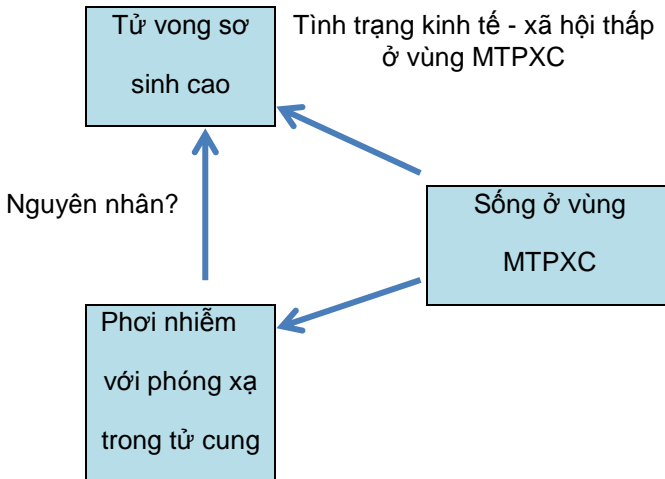 Tử vong sơ
sinh cao
Tình trạng kinh tế - xã hội thấp
ở vùng MTPXC
Nguyên nhân?
Sống ở vùng
MTPXC
Phơi nhiễm
với phóng xạ
trong tử cung